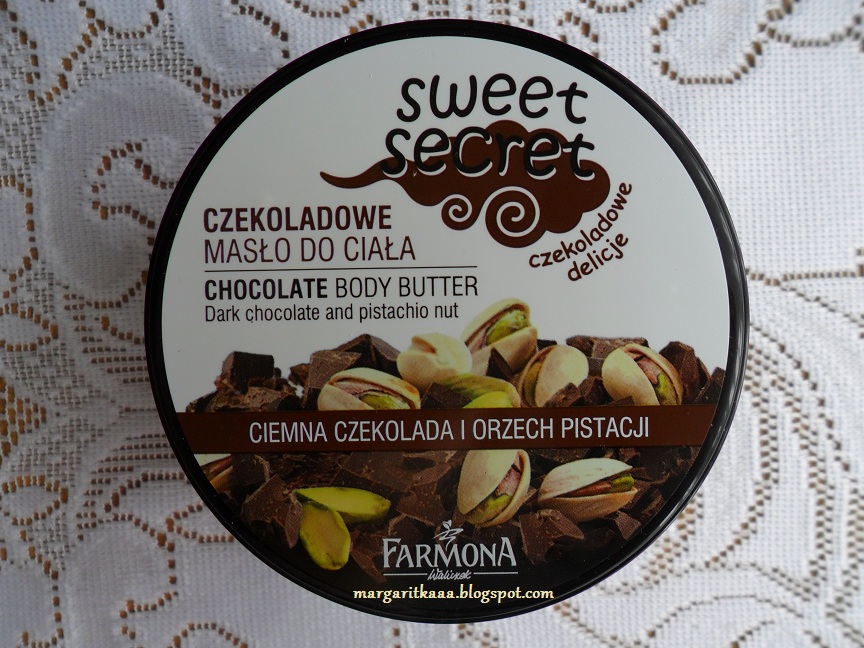 sweet
secret
czekoladowe
delicje
CZEKOLADOWE
MASŁO DO CIAŁA
CHOCOLATE BODY BUTTER
Dark chocolate and pistachio nut
CIEMNA CZEKOLADA I ORZECH PISTACJI
FARMONA
Waliczek
margaritkaaa.blogspot.com